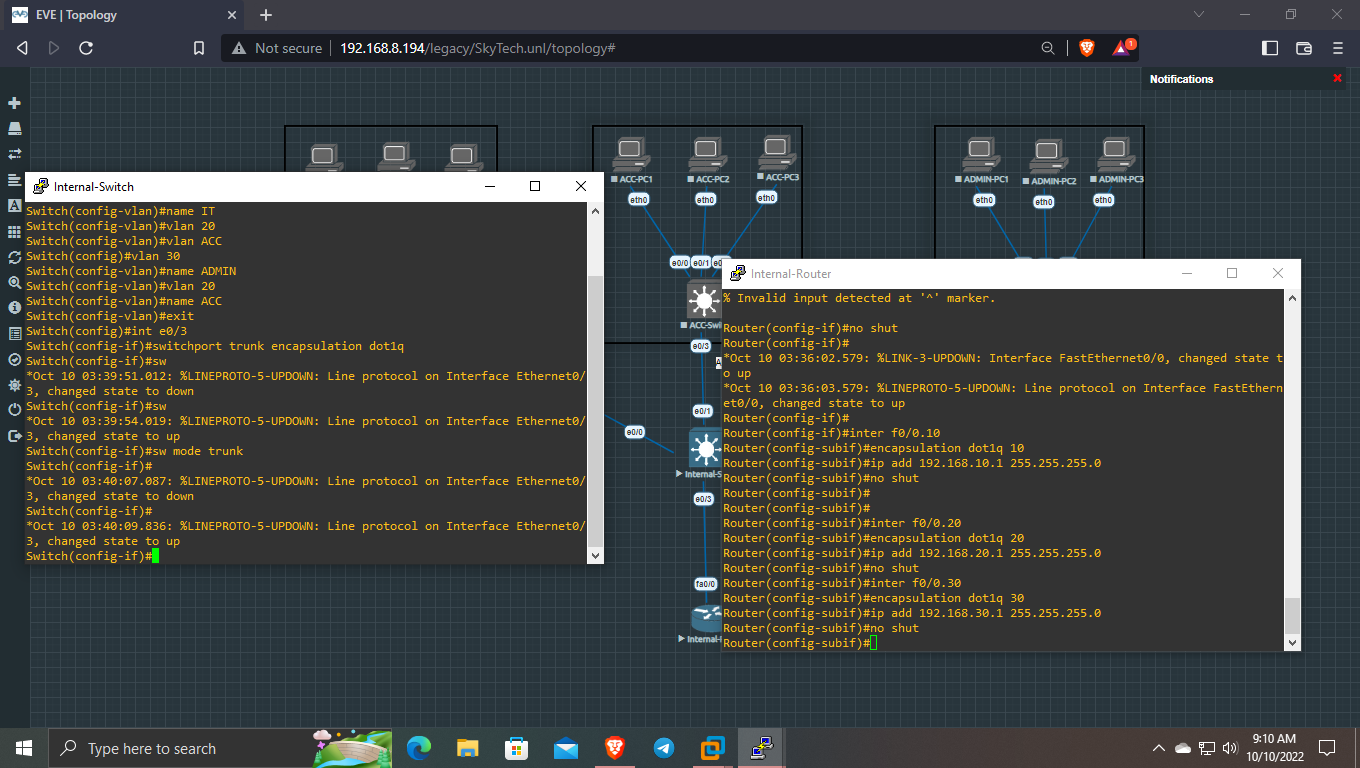 EVE | Topology
Not secure
192.168.8.194/legacy/SkyTech.unl/topology#
1
Notifications
ACC-PC1
ACC-PC2
ACC-PC3
ADMIN-PC1
ADMIN-PC2
ADMIN-PC3
eth0
eth0
eth0
eth0
eth0
eth0
e0/0
e0/1
ACC-Swi
e0/3
e0/1
e0/0
Internal-S
e0/3
fa0/0
Internal-
Internal-Switch
Switch(config-vlan)#name IT
Switch(config-vlan)#vlan 20
Switch(config-vlan)#vlan ACC
Switch(config)#vlan 30
Switch(config-vlan)#name ADMIN
Switch(config-vlan)#vlan 20
Switch(config-vlan)#name ACC
Switch(config-vlan)#exit
Switch(config)#int e0/3
Switch(config-if)#switchport trunk encapsulation dot1q
Switch(config-if)#sw
*Oct 10 03:39:51.012: %LINEPROTO-5-UPDOWN: Line protocol on Interface Ethernet0/
3, changed state to down
Switch(config-if)#sw
*Oct 10 03:39:54.019: %LINEPROTO-5-UPDOWN: Line protocol on Interface Ethernet0/
3, changed state to up
Switch(config-if)#sw mode trunk
Switch(config-if)#
*Oct 10 03:40:07.087: %LINEPROTO-5-UPDOWN: Line protocol on Interface Ethernet0/
3, changed state to down
Switch(config-if)#
*Oct 10 03:40:09.836: %LINEPROTO-5-UPDOWN: Line protocol on Interface Ethernet0/
3, changed state to up
Switch(config-if)#
Internal-Router
% Invalid input detected at '^' marker.
Router(config-if)#no shut
Router(config-if)#
*Oct 10 03:36:02.579: %LINK-3-UPDOWN: Interface FastEthernet0/0, changed state t
o up
*Oct 10 03:36:03.579: %LINEPROTO-5-UPDOWN: Line protocol on Interface FastEthern
et0/0, changed state to up
Router(config-if)#
Router(config-if)#inter f0/0.10
Router(config-subif)#encapsulation dot1q 10
Router(config-subif)#ip add 192.168.10.1 255.255.255.0
Router(config-subif)#no shut
Router(config-subif)#
Router(config-subif)#
Router(config-subif)#inter f0/0.20
Router(config-subif)#encapsulation dot1q 20
Router(config-subif)#ip add 192.168.20.1 255.255.255.0
Router(config-subif)#no shut
Router(config-subif)#inter f0/0.30
Router(config-subif)#encapsulation dot1q 30
Router(config-subif)#ip add 192.168.30.1 255.255.255.0
Router(config-subif)#no shut
Router(config-subif)#
Type here to search
9:10 AM
10/10/2022